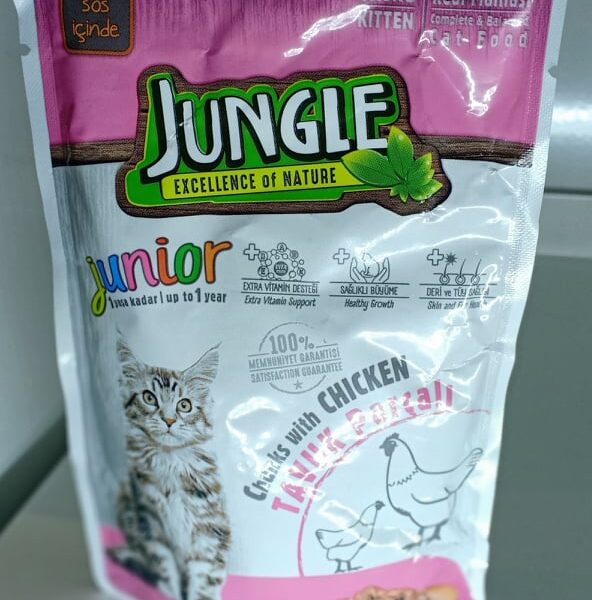 sos
içinde
KITTEN
Complete & Balanced
Cat Food
JUNGLE
EXCELLENCE of NATURE
junior
1 yaşa kadar | up to 1 year
EXTRA VİTAMİN DESTEĞİ
Extra Vitamin Support
SAĞLIKLI BÜYÜME
Healthy Growth
DERİ ve TÜY SAĞLIĞI
Skin and
100%
MEMNUNİYET GARANTİSİ
SATISFACTION GUARANTEE
Chunks with CHICKEN
TAVUK Parçalı